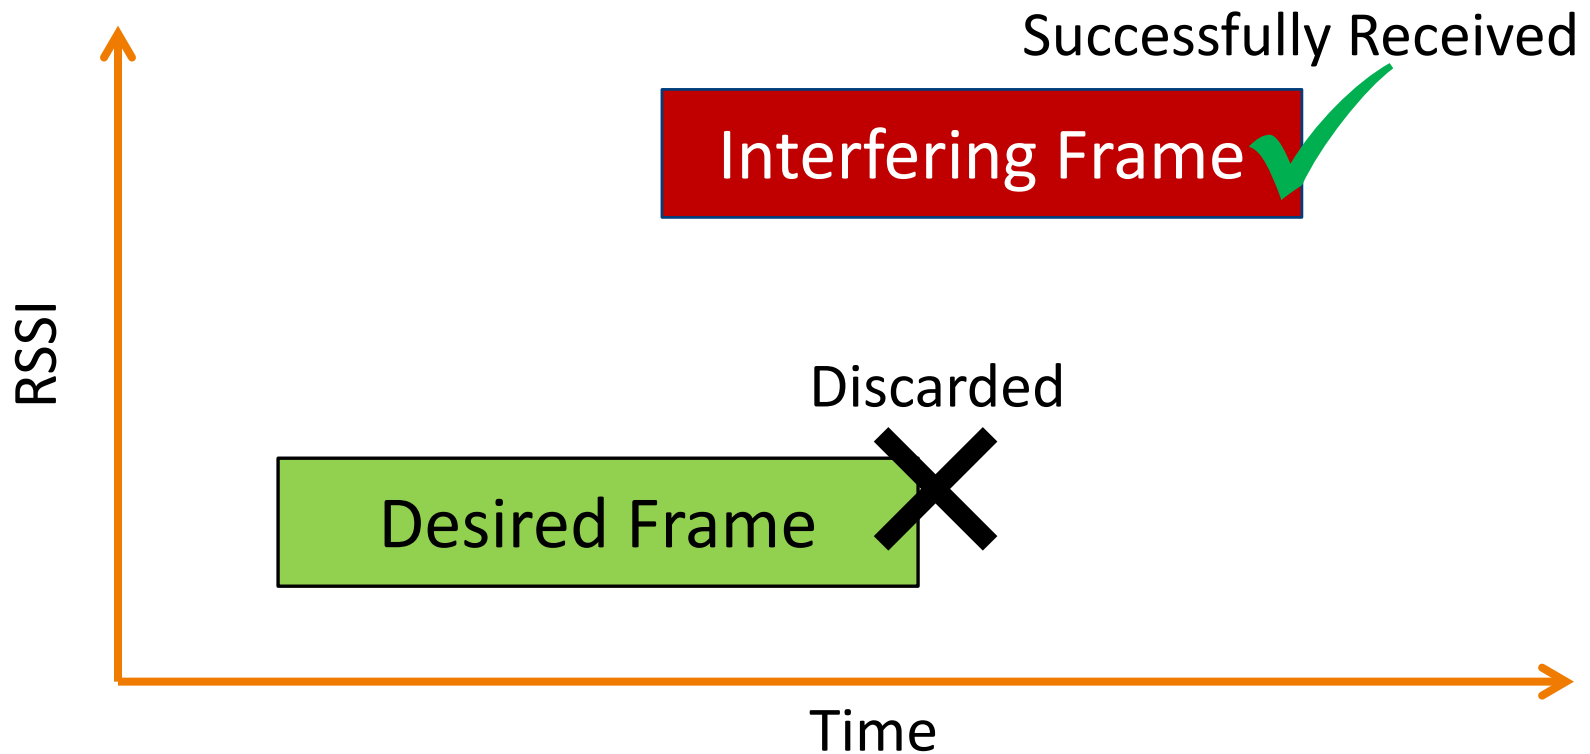 Successfully Received
Interfering Frame
RSSI
Discarded
Desired Frame
Time